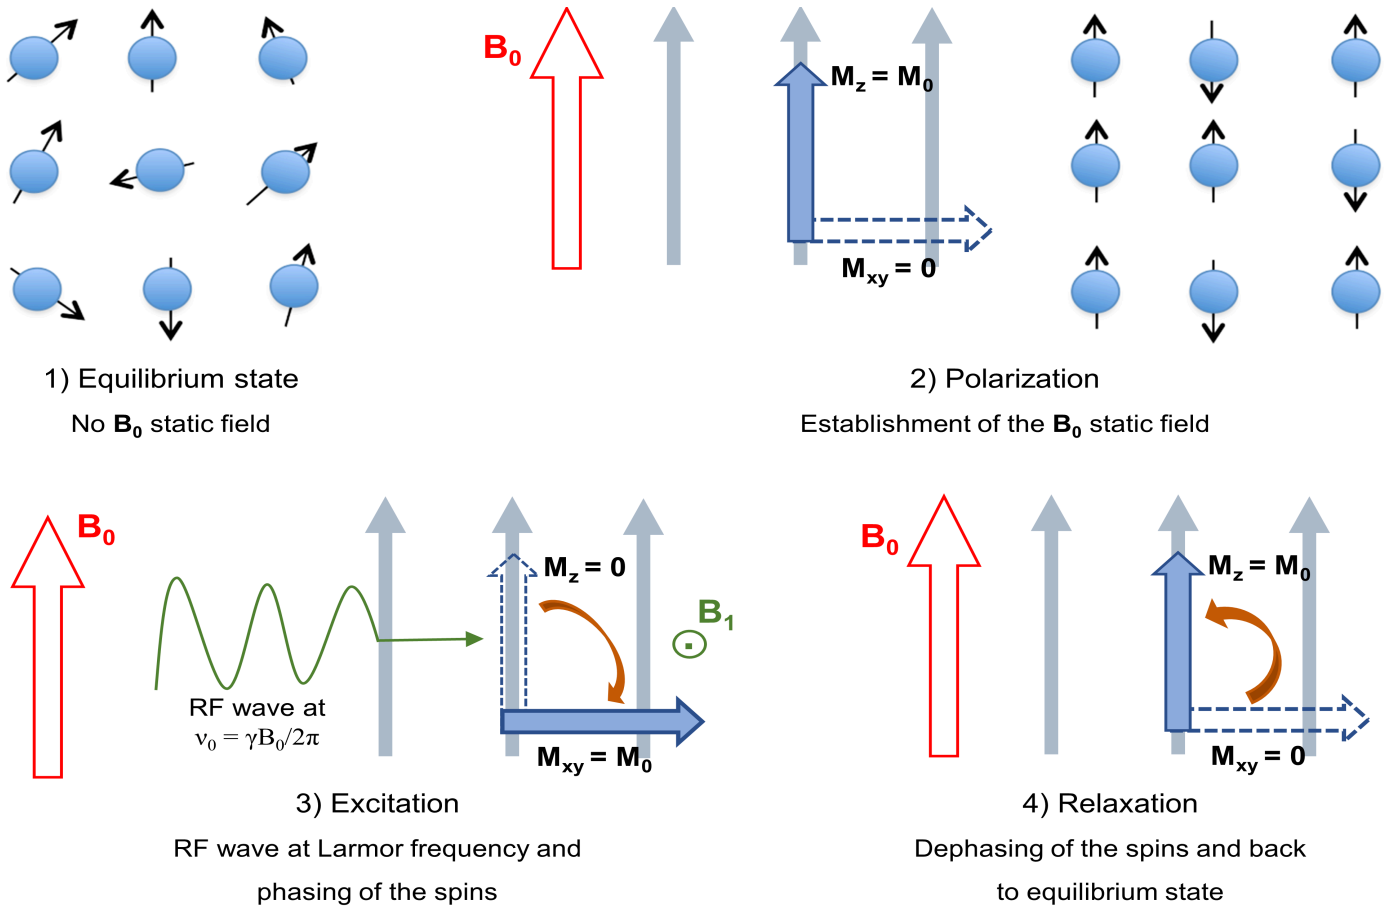 B0
Mz = M0
Mxy = 0
1) Equilibrium state
No B0 static field
2) Polarization
Establishment of the B0 static field
B0
RF wave at
ν0 = γB0/2π
Mz = 0
B1
Mxy = M0
3) Excitation
RF wave at Larmor frequency and
phasing of the spins
B0
Mz = M0
Mxy = 0
4) Relaxation
Dephasing of the spins and back
to equilibrium state